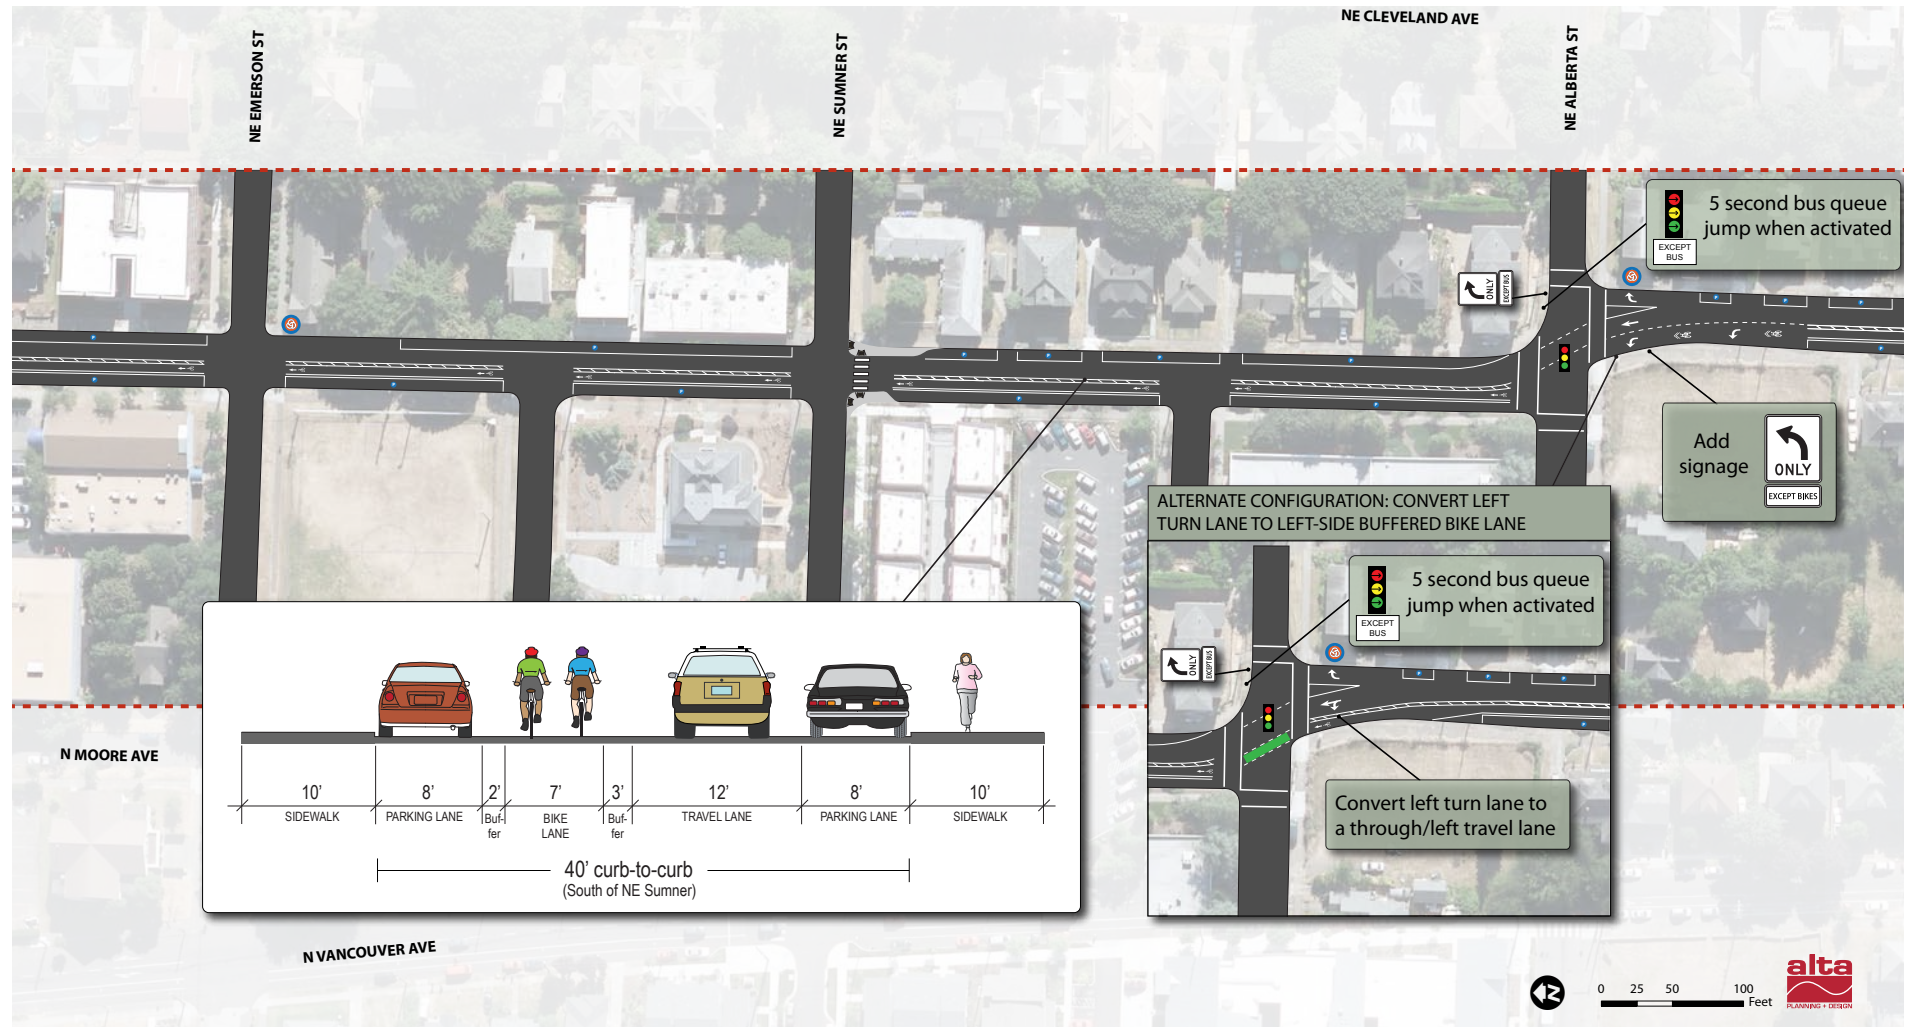 NE CLEVELAND AVE
NE EMERSON ST
NE SUMNER ST
NE ALBERTA ST
5 second bus queue
jump when activated
EXCEPT
BUS
ONLY
EXCEPT BUS
Add
signage
ONLY
EXCEPT BIKES
ALTERNATE CONFIGURATION: CONVERT LEFT
TURN LANE TO LEFT-SIDE BUFFERED BIKE LANE
5 second bus queue
jump when activated
EXCEPT
BUS
ONLY
EXCEPT BUS
Convert left turn lane to
a through/left travel lane
N MOORE AVE
10'
8'
2'
7'
3'
12'
8'
10'
SIDEWALK
PARKING LANE
Buf-
fer
BIKE
LANE
Buf-
fer
TRAVEL LANE
PARKING LANE
SIDEWALK
40’ curb-to-curb
(South of NE Sumner)
N VANCOUVER AVE
N
0 25 50 100
Feet
alta
PLANNING + DESIGN